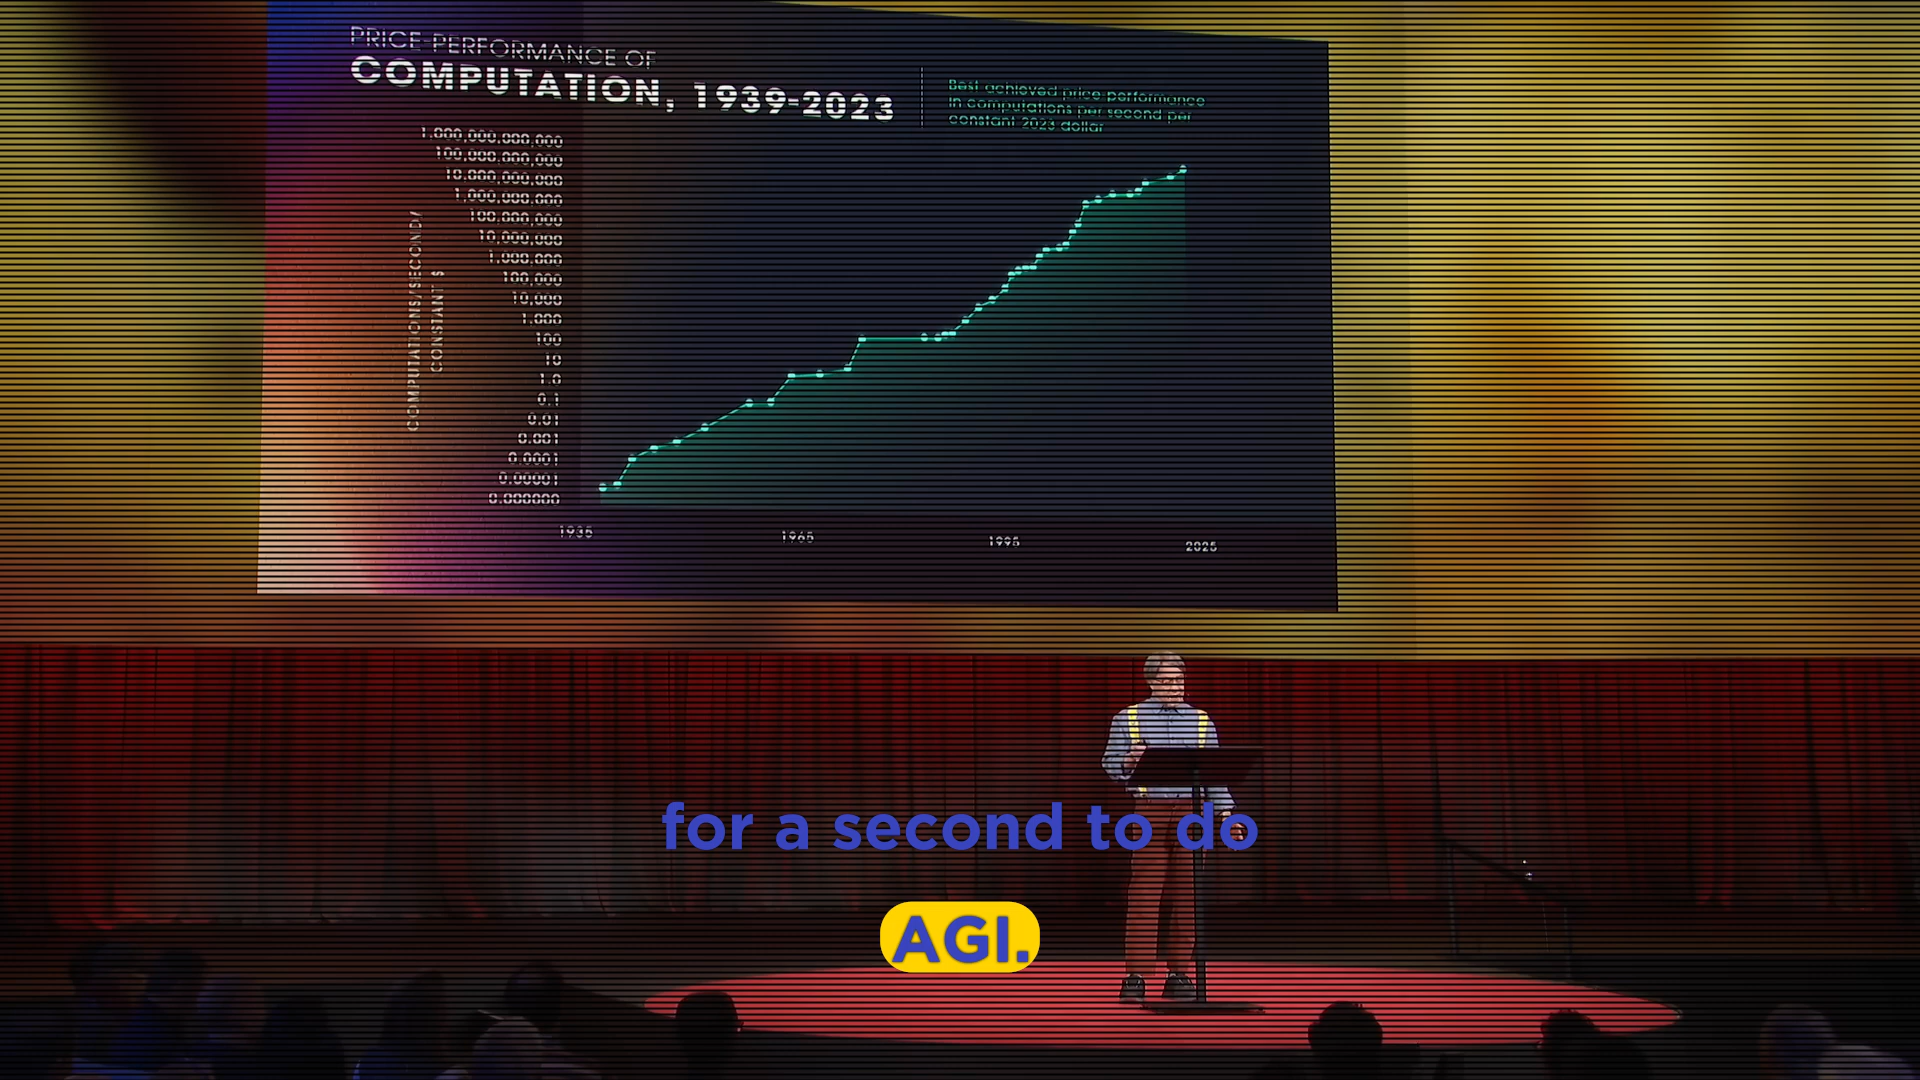 PRICE-PERFORMANCE OF
COMPUTATION, 1939-2023
Best achieved price-performance
in computations per second per
constant 2023 dollar
1,000,000,000,000
100,000,000,000
10,000,000,000
1,000,000,000
100,000,000
10,000,000
1,000,000
100,000
10,000
1,000
100
10
1.0
0.1
0.01
0.001
0.0001
0.00001
0.000000
COMPUTATIONS/SECOND/
CONSTANT $
1935
1965
1995
2025
for a second to do
AGI.